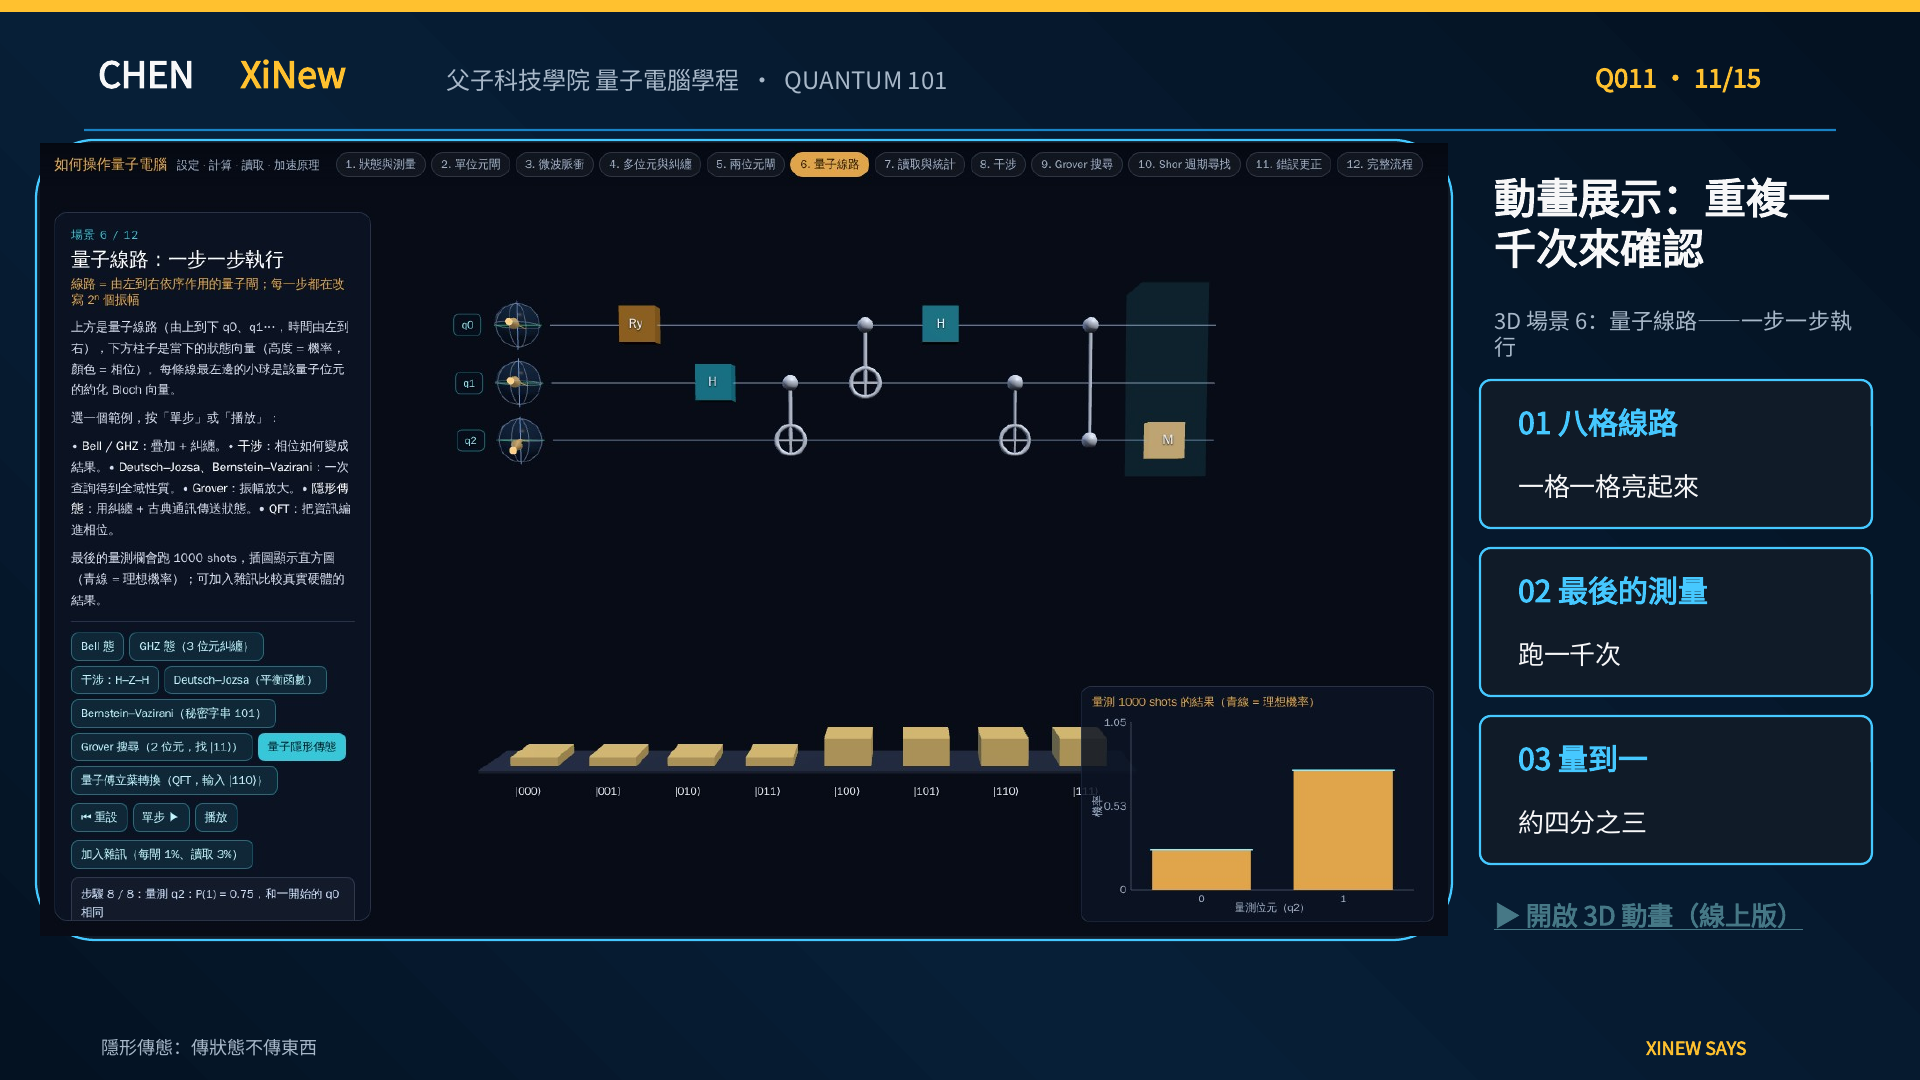 CHEN XiNew
父子科技學院 量子電腦學程 · QUANTUM 101
Q011 · 11/15
如何操作量子電腦 設定 · 計算 · 讀取 · 加速原理
1. 狀態與測量
2. 單位元閘
3. 微波脈衝
4. 多位元與糾纏
5. 兩位元閘
6. 量子線路
7. 讀取與統計
8. 干涉
9. Grover 搜尋
10. Shor 週期尋找
11. 錯誤更正
12. 完整流程
場景 6 / 12
量子線路：一步一步執行
線路 = 由左到右依序作用的量子閘；每一步都在改
寫 2ⁿ 個振幅
上方是量子線路（由上到下 q0、q1…，時間由左到
右），下方柱子是當下的狀態向量（高度 = 機率，
顏色 = 相位）。每條線最左邊的小球是該量子位元
的約化 Bloch 向量。
選一個範例，按「單步」或「播放」：
• Bell / GHZ：疊加 + 糾纏。• 干涉：相位如何變成
結果。• Deutsch–Jozsa、Bernstein–Vazirani：一次
查詢得到全域性質。• Grover：振幅放大。• 隱形傳
態：用糾纏 + 古典通訊傳送狀態。• QFT：把資訊編
進相位。
最後的量測欄會跑 1000 shots，插圖顯示直方圖
（青線 = 理想機率）；可加入雜訊比較真實硬體的
結果。
Bell 態
GHZ 態（3 位元糾纏）
干涉：H–Z–H
Deutsch–Jozsa（平衡函數）
Bernstein–Vazirani（秘密字串 101）
Grover 搜尋（2 位元，找 |11⟩）
量子隱形傳態
量子傅立葉轉換（QFT，輸入 |110⟩）
⏮ 重設
單步 ▶
播放
加入雜訊（每閘 1%、讀取 3%）
步驟 8 / 8：量測 q2：P(1) = 0.75，和一開始的 q0
相同
q0
Ry
H
q1
H
q2
M
|000⟩
|001⟩
|010⟩
|011⟩
|100⟩
|101⟩
|110⟩
|111⟩
量測 1000 shots 的結果（青線 = 理想機率）
1.05
0.53
0
機率
0
1
量測位元（q2）
動畫展示：重複一
千次來確認
3D 場景 6：量子線路——一步一步執
行
01 八格線路
一格一格亮起來
02 最後的測量
跑一千次
03 量到一
約四分之三
▶ 開啟 3D 動畫（線上版）
隱形傳態：傳狀態不傳東西
XINEW SAYS